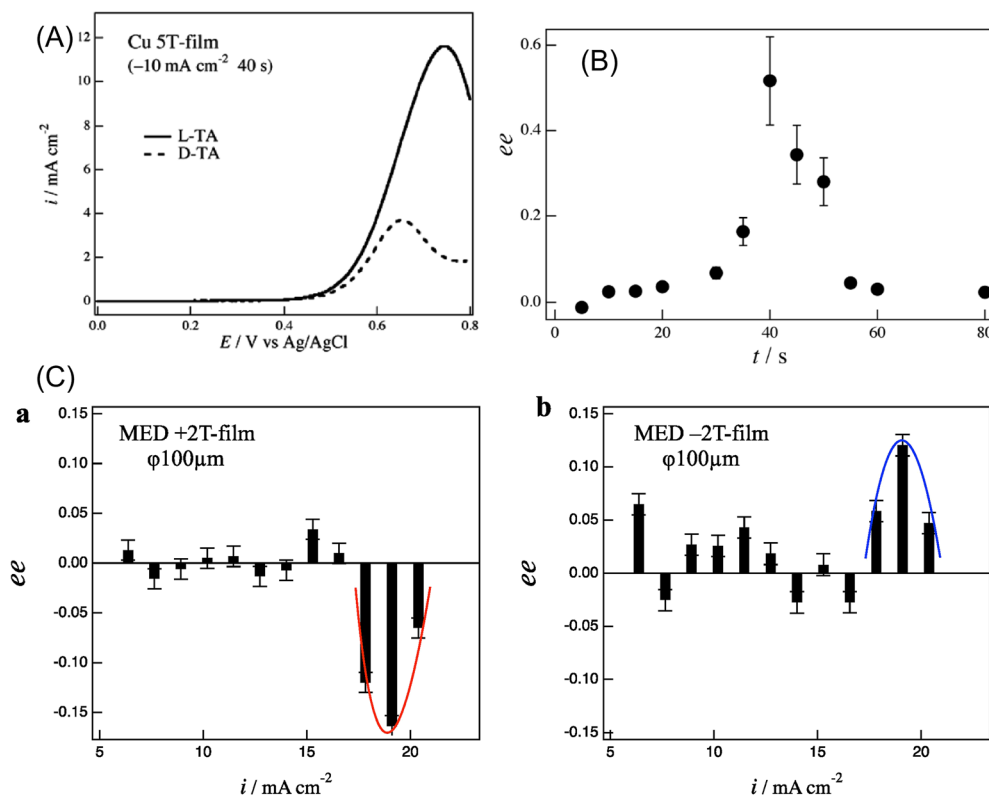 (A)
Cu 5T-film
(–10 mA cm⁻² 40 s)
L-TA
D-TA
i / mA cm⁻²
12
10
8
6
4
2
0
0.0 0.2 0.4 0.6 0.8
E / V vs Ag/AgCl
(B)
ee
0.6
0.4
0.2
0.0
0 20 40 60 80
t / s
(C)
a
MED +2T-film
φ100μm
ee
0.15
0.10
0.05
0.00
-0.05
-0.10
-0.15
5 10 15 20
i / mA cm⁻²
b
MED –2T-film
φ100μm
ee
0.15
0.10
0.05
0.00
-0.05
-0.10
-0.15
5 10 15 20
i / mA cm⁻²